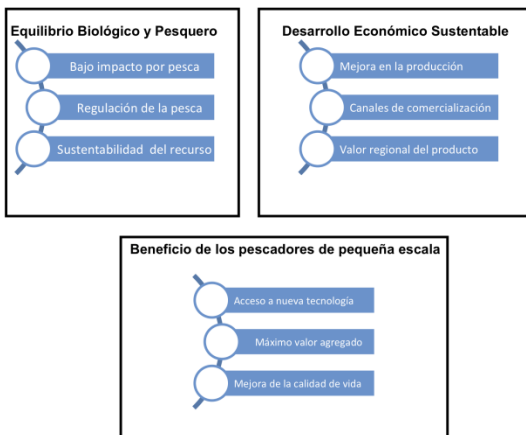 Equilibrio Biológico y Pesquero
Bajo impacto por pesca
Regulación de la pesca
Sustentabilidad del recurso
Desarrollo Económico Sustentable
Mejora en la producción
Canales de comercialización
Valor regional del producto
Beneficio de los pescadores de pequeña escala
Acceso a nueva tecnología
Máximo valor agregado
Mejora de la calidad de vida